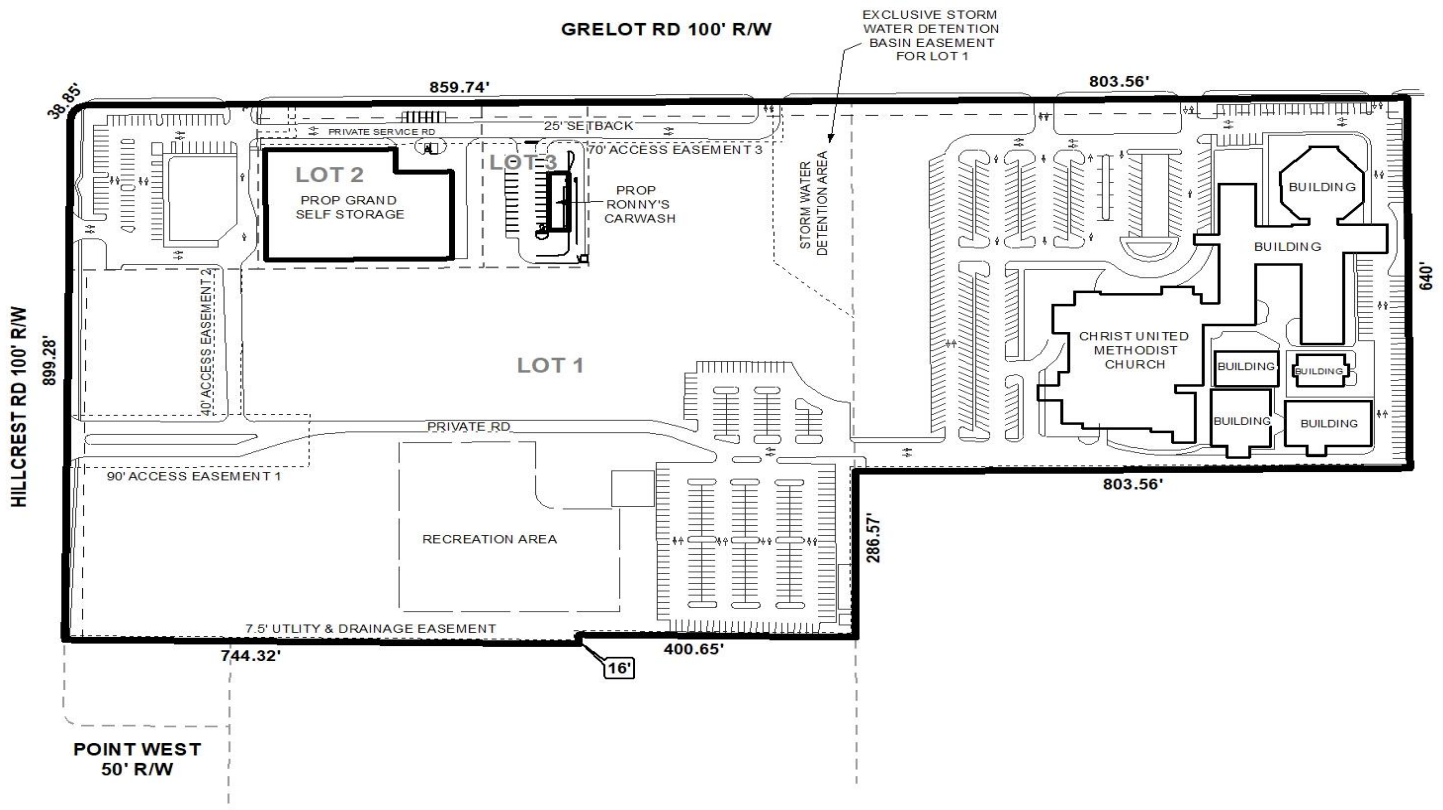 EXCLUSIVE STORM
WATER DETENTION
BASIN EASEMENT
FOR LOT 1
GRELOT RD 100' R/W
38.85'
859.74'
803.56'
PRIVATE SERVICE RD
25' SETBACK
70' ACCESS EASEMENT 3
LOT 2
PROP GRAND
SELF STORAGE
LOT 3
PROP
RONNY'S
CARWASH
STORM WATER
DETENTION AREA
BUILDING
BUILDING
640'
HILLCREST RD 100' R/W
899.28'
40' ACCESS EASEMENT 2
LOT 1
CHRIST UNITED
METHODIST
CHURCH
BUILDING
BUILDING
BUILDING
BUILDING
PRIVATE RD
90' ACCESS EASEMENT 1
803.56'
286.57'
RECREATION AREA
7.5' UTLITY & DRAINAGE EASEMENT
744.32'
16'
400.65'
POINT WEST
50' R/W